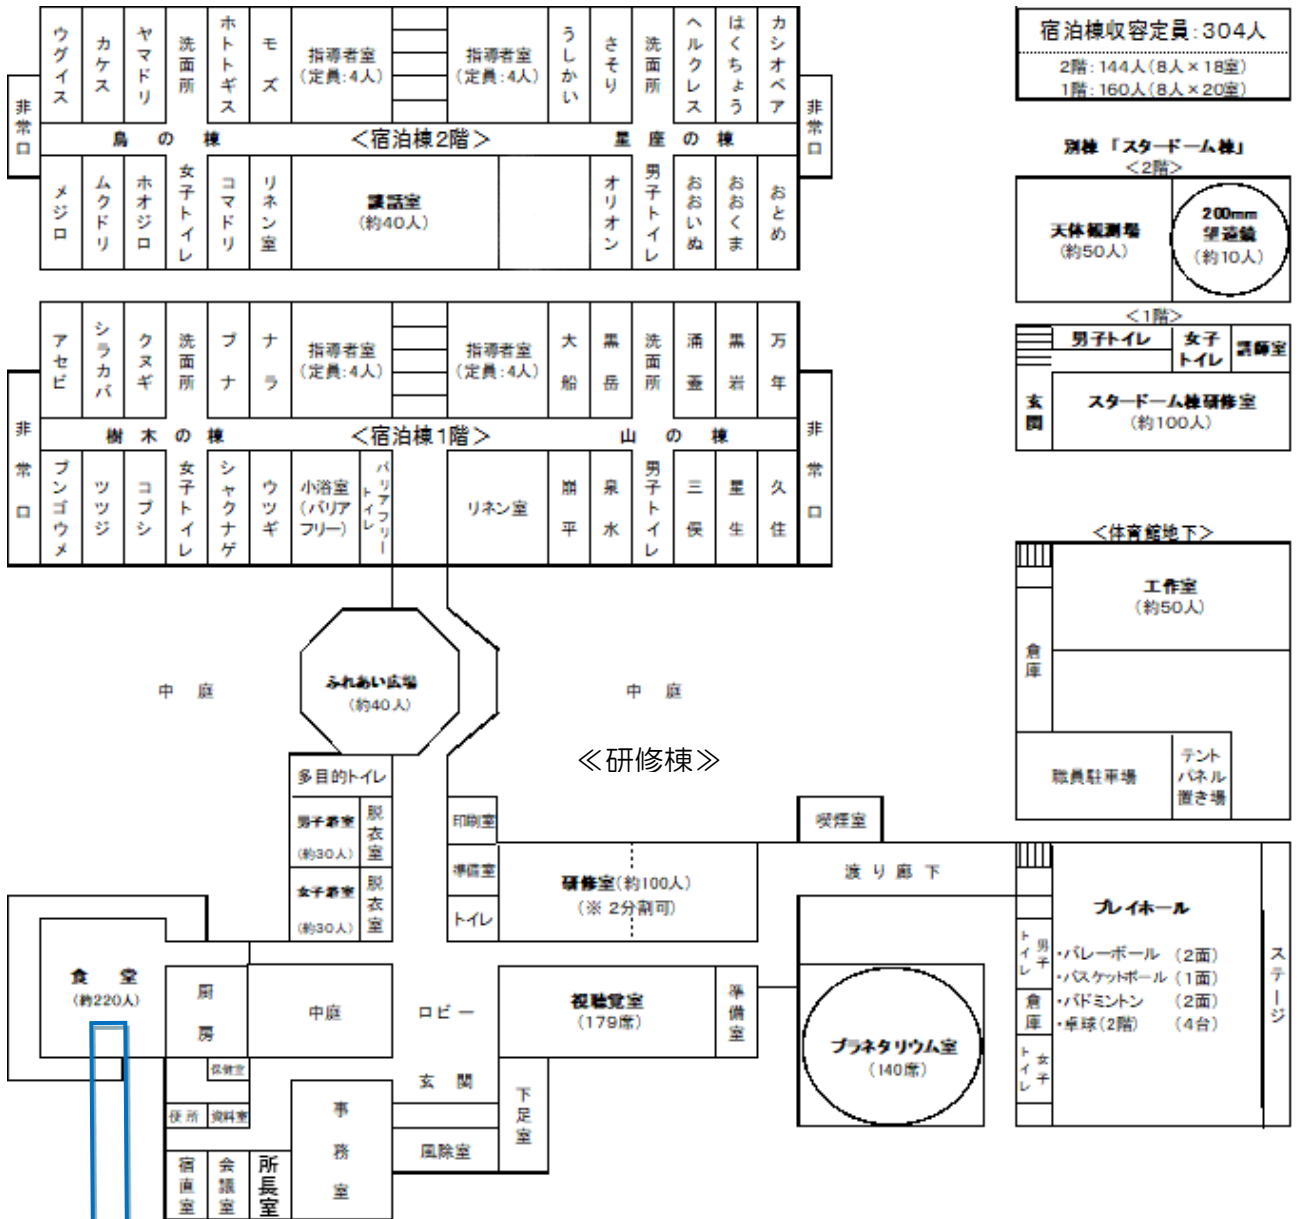 ウグイス
カケス
ヤマドリ
洗面所
ホトトギス
モズ
指導者室
(定員:4人)
指導者室
(定員:4人)
うしかい
さそり
洗面所
ヘルクレス
はくちょう
カシオペア
非常口
鳥の棟
<宿泊棟2階>
星座の棟
非常口
メジロ
ムクドリ
ホオジロ
女子トイレ
コマドリ
リネン室
談話室
(約40人)
オリオン
男子トイレ
おおいぬ
おおくま
おとめ
アセビ
シラカバ
クヌギ
洗面所
ブナ
ナラ
指導者室
(定員:4人)
指導者室
(定員:4人)
大船
黒岳
洗面所
涌蓋
黒岩
万年
非常口
樹木の棟
<宿泊棟1階>
山の棟
非常口
ブンゴウメ
ツツジ
コブシ
女子トイレ
シャクナゲ
ウツギ
小浴室
(バリア
フリー)
バリアフリー
トイレ
リネン室
崩平
泉水
男子トイレ
三俣
星生
久住
宿泊棟収容定員:304人
2階:144人(8人×18室)
1階:160人(8人×20室)
別棟「スタードーム棟」
<2階>
天体観測場
(約50人)
200mm
望遠鏡
(約10人)
<1階>
男子トイレ
女子
トイレ
講師室
玄関
スタードーム棟研修室
(約100人)
<体育館地下>
工作室
(約50人)
倉庫
職員駐車場
テント
パネル
置き場
中庭
ふれあい広場
(約40人)
中庭
≪研修棟≫
多目的トイレ
男子浴室
(約30人)
脱衣室
女子浴室
(約30人)
脱衣室
印刷室
準備室
トイレ
研修室(約100人)
(※ 2分割可)
喫煙室
渡り廊下
食堂
(約220人)
厨房
中庭
ロビー
視聴覚室
(179席)
準備室
プラネタリウム室
(140席)
男子
トイレ
倉庫
女子
トイレ
プレイホール
・バレーボール (2面)
・バスケットボール (1面)
・バドミントン (2面)
・卓球(2階) (4台)
ステージ
保健室
便所
資料室
宿直室
会議室
所長室
事務室
玄関
風除室
下足室